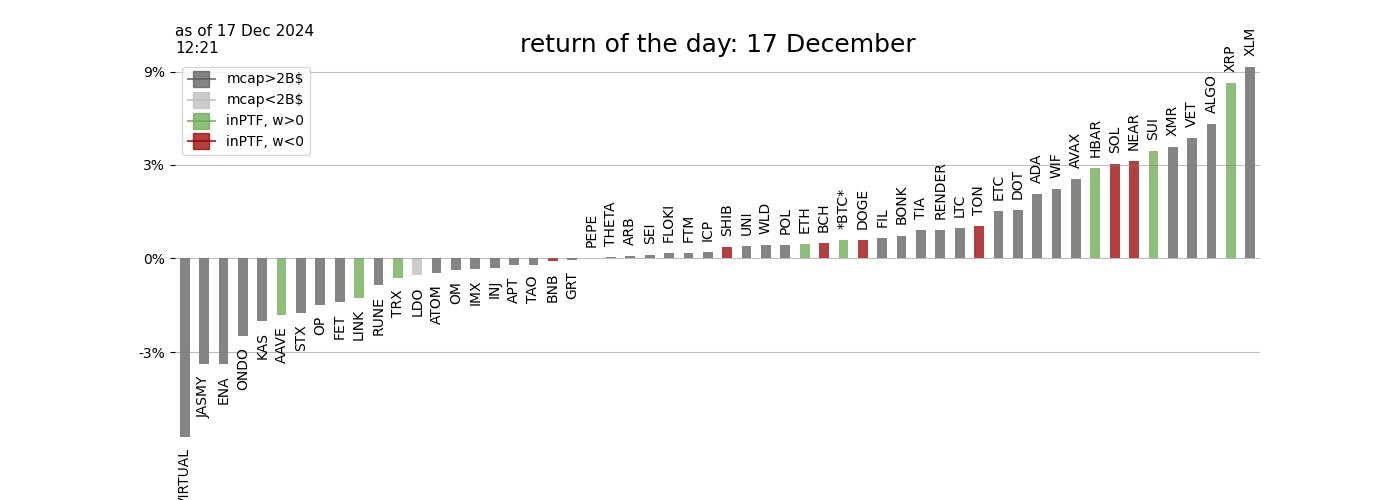 as of 17 Dec 2024
12:21
return of the day: 17 December
9%
3%
0%
-3%
mcap>2B$
mcap<2B$
inPTF, w>0
inPTF, w<0
VIRTUAL
JASMY
ENA
ONDO
KAS
AAVE
STX
OP
FET
LINK
RUNE
TRX
LDO
ATOM
OM
IMX
INJ
APT
TAO
BNB
GRT
PEPE
THETA
ARB
SEI
FLOKI
FTM
ICP
SHIB
UNI
WLD
POL
ETH
BCH
*BTC*
DOGE
FIL
BONK
TIA
RENDER
LTC
TON
ETC
DOT
ADA
WIF
AVAX
HBAR
SOL
NEAR
SUI
XMR
VET
ALGO
XRP
XLM